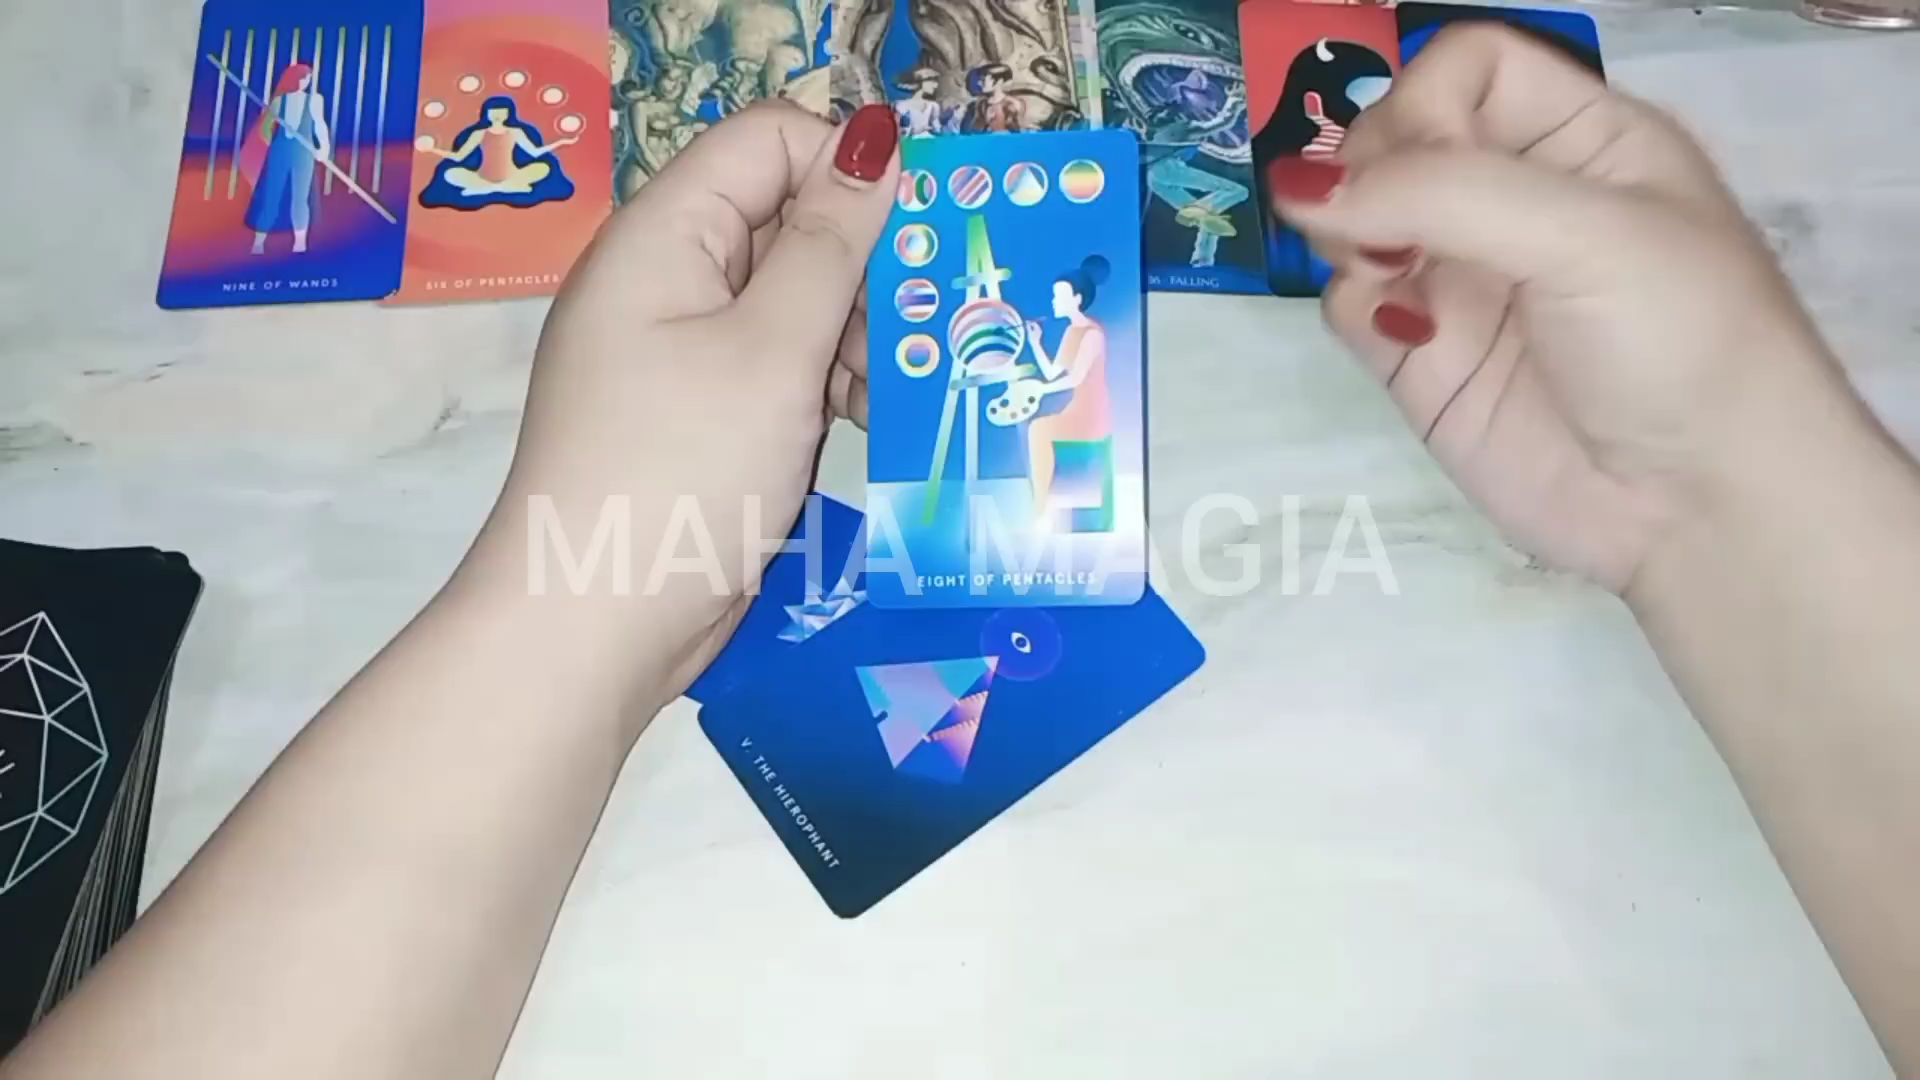 NINE OF WANDS
SIX OF PENTACLES
36 · FALLING
EIGHT OF PENTACLES
MAHA MAGIA
V. THE HIEROPHANT